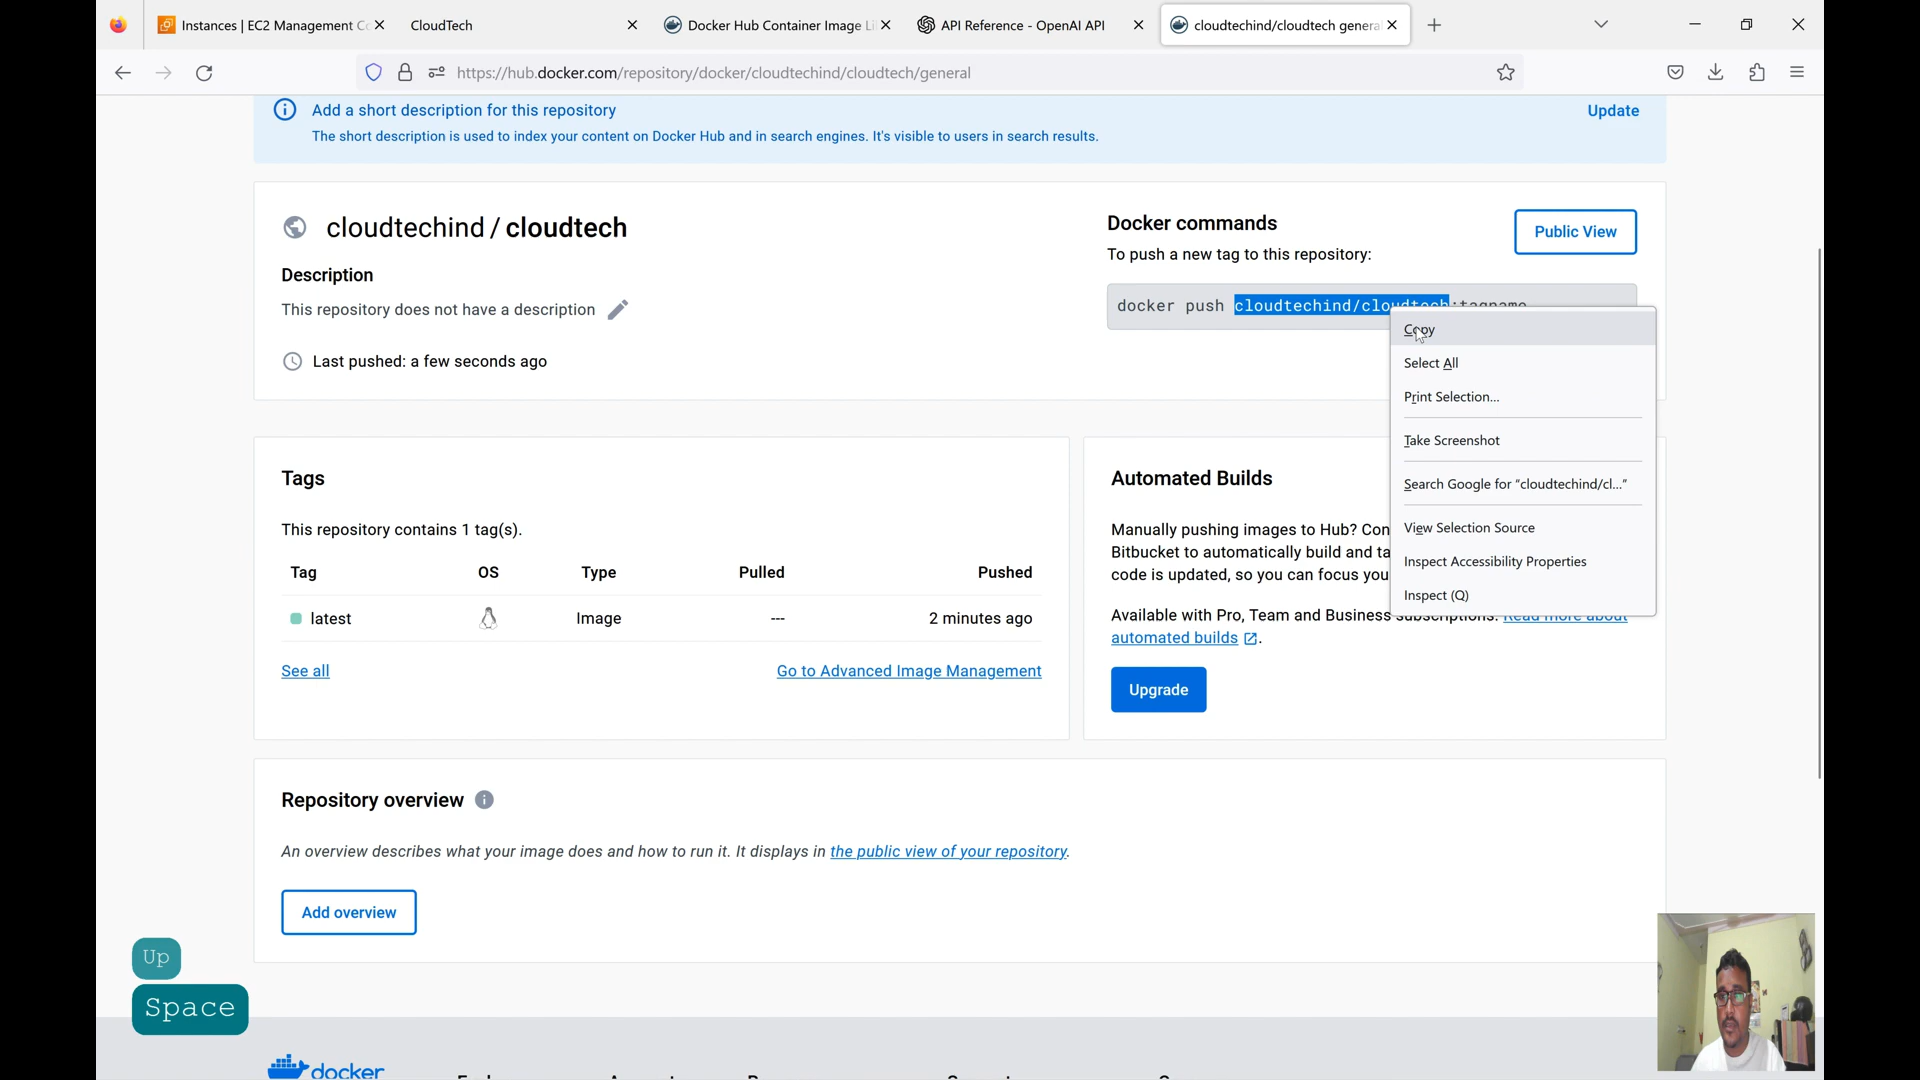 Instances | EC2 Management Co
CloudTech
Docker Hub Container Image Li
API Reference - OpenAI API
cloudtechind/cloudtech general
https://hub.docker.com/repository/docker/cloudtechind/cloudtech/general
Add a short description for this repository
Update
The short description is used to index your content on Docker Hub and in search engines. It's visible to users in search results.
cloudtechind / cloudtech
Description
This repository does not have a description
Last pushed: a few seconds ago
Docker commands
Public View
To push a new tag to this repository:
docker push cloudtechind/cloudtech:tagname
Copy
Select All
Print Selection...
Take Screenshot
Search Google for “cloudtechind/cl...”
View Selection Source
Inspect Accessibility Properties
Inspect (Q)
Tags
This repository contains 1 tag(s).
Tag OS Type Pulled Pushed
latest Image --- 2 minutes ago
See all
Go to Advanced Image Management
Automated Builds
Manually pushing images to Hub? Con
Bitbucket to automatically build and ta
code is updated, so you can focus you
Available with Pro, Team and Business subscriptions. Read more about
automated builds.
Upgrade
Repository overview
An overview describes what your image does and how to run it. It displays in the public view of your repository.
Add overview
Up
Space
docker